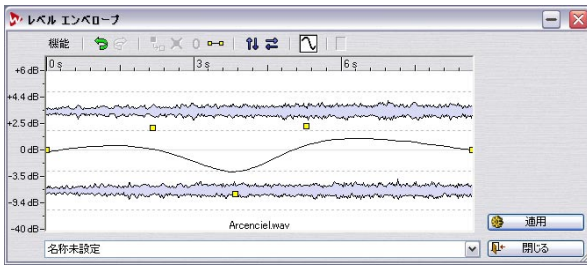 レベル エンベロープ
機能
0 s 3 s 6 s
+6 dB
+4.4 dB
+2.5 dB
0 dB
-3.5 dB
-9.4 dB
-40 dB
Arcenciel.wav
適用
名称未設定
閉じる